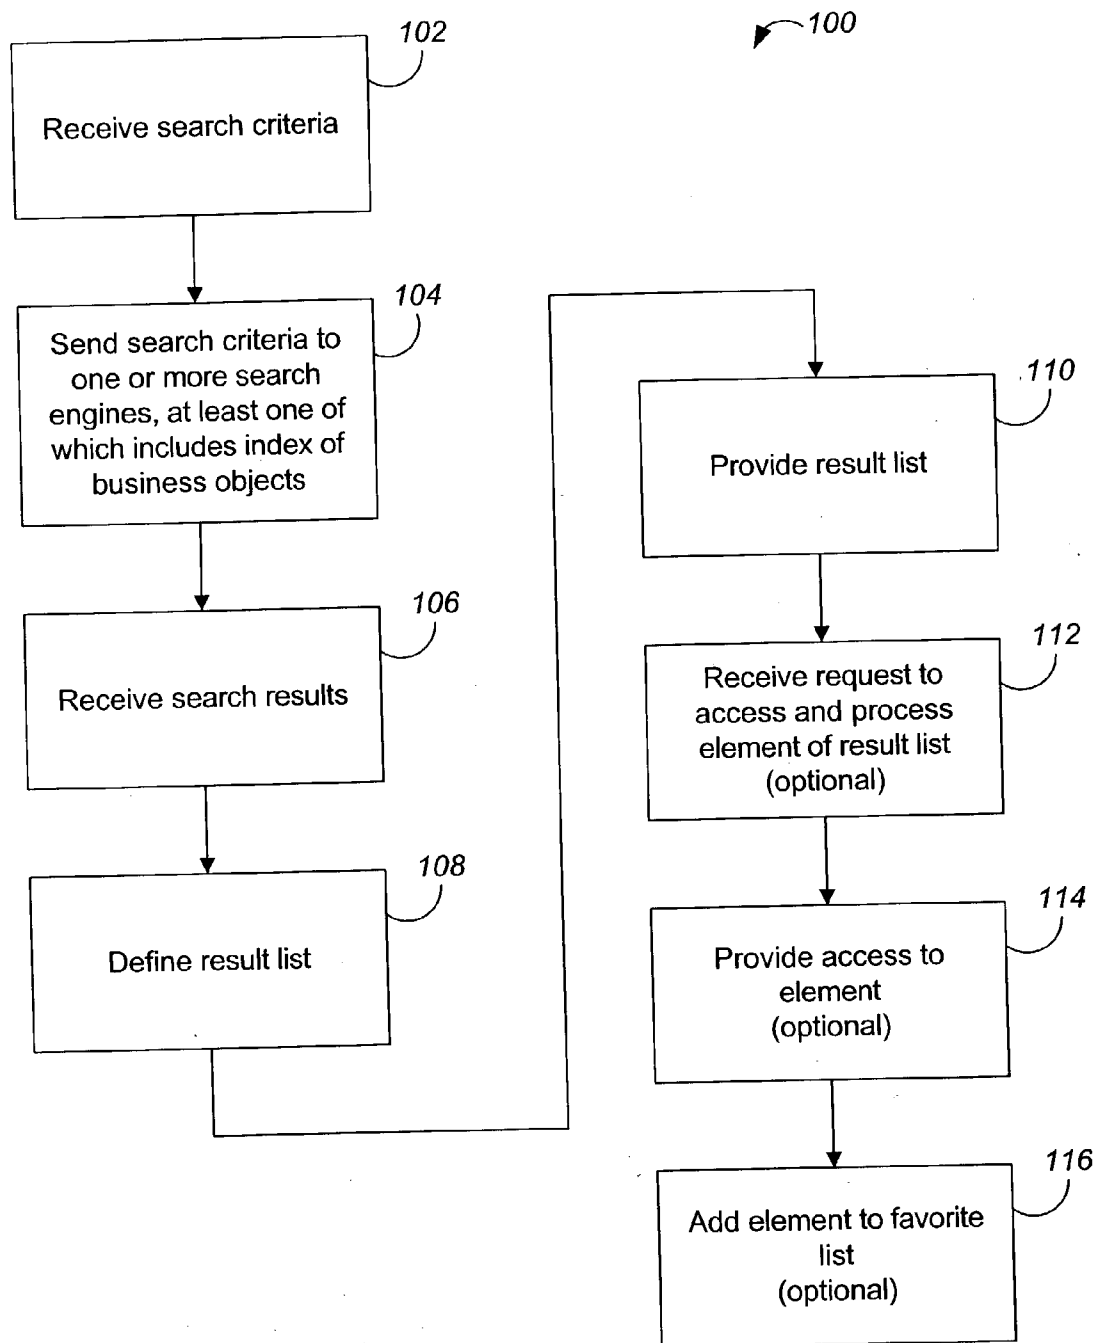 100
102
Receive search criteria
104
Send search criteria to
one or more search
engines, at least one of
which includes index of
business objects
106
Receive search results
108
Define result list
110
Provide result list
112
Receive request to
access and process
element of result list
(optional)
114
Provide access to
element
(optional)
116
Add element to favorite
list
(optional)